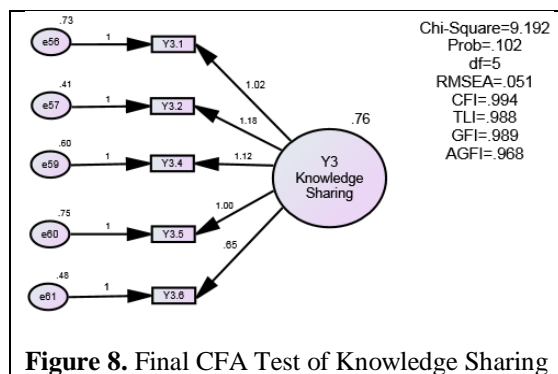 .73
e56 1 Y3.1
1.02
.41
e57 1 Y3.2
1.18
.60
e59 1 Y3.4
1.12
.75
e60 1 Y3.5
1.00
.48
e61 1 Y3.6
.65
.76
Y3
Knowledge
Sharing
Chi-Square=9.192
Prob=.102
df=5
RMSEA=.051
CFI=.994
TLI=.988
GFI=.989
AGFI=.968
Figure 8. Final CFA Test of Knowledge Sharing